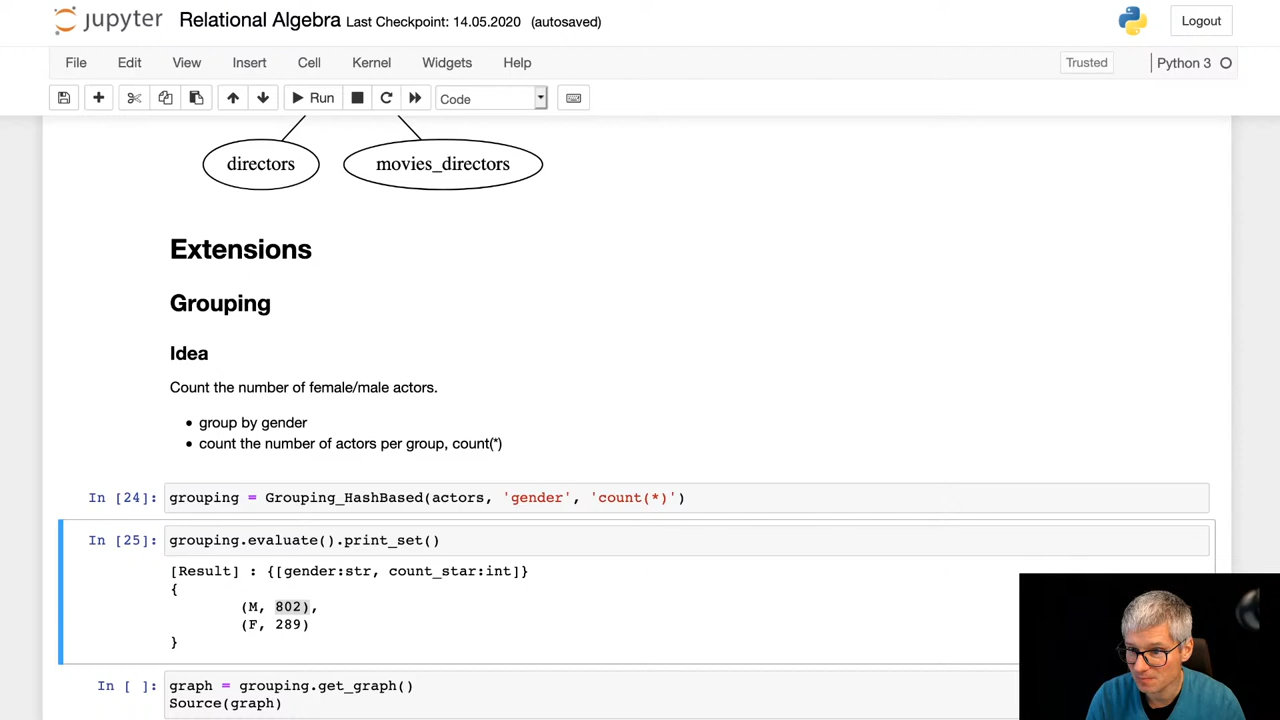 jupyter Relational Algebra Last Checkpoint: 14.05.2020 (autosaved) Logout
File Edit View Insert Cell Kernel Widgets Help Trusted Python 3
Run Code
directors movies_directors
Extensions
Grouping
Idea
Count the number of female/male actors.
• group by gender
• count the number of actors per group, count(*)
In [24]: grouping = Grouping_HashBased(actors, 'gender', 'count(*)')
In [25]: grouping.evaluate().print_set()
[Result] : {[gender:str, count_star:int]}
{
(M, 802),
(F, 289)
}
In [ ]: graph = grouping.get_graph()
Source(graph)